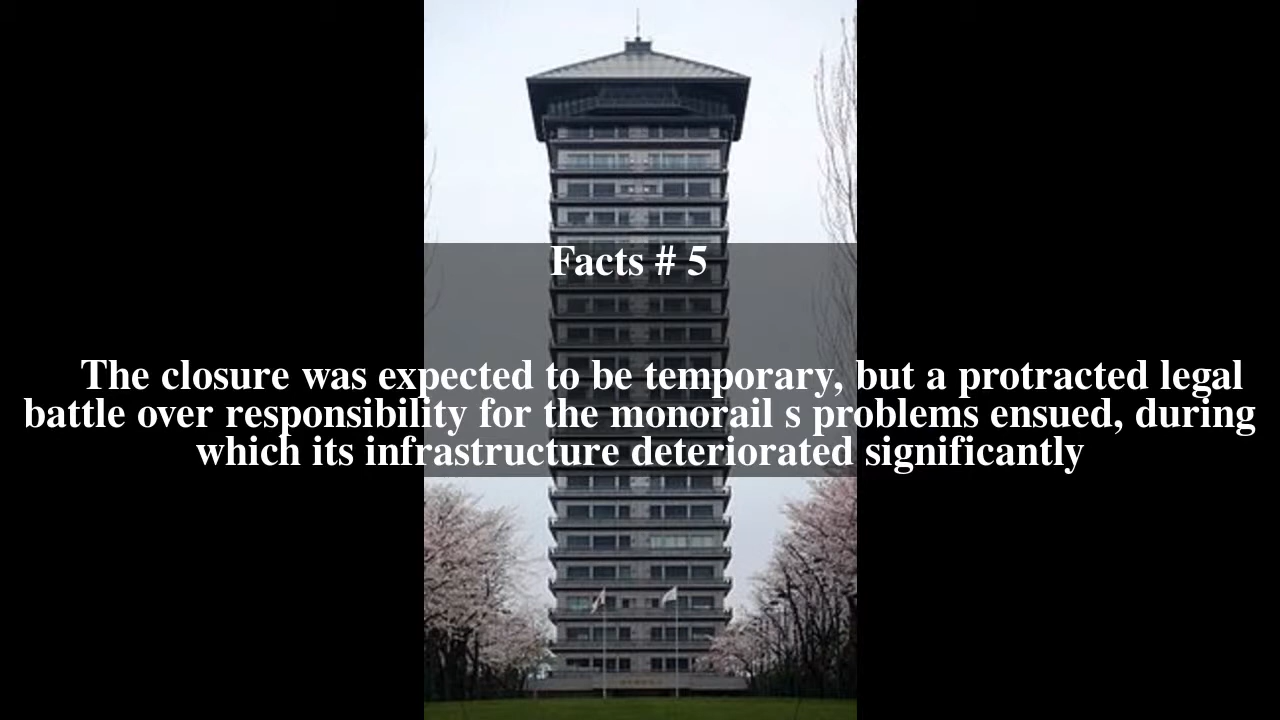 Facts # 5
The closure was expected to be temporary, but a protracted legal
battle over responsibility for the monorail s problems ensued, during
which its infrastructure deteriorated significantly